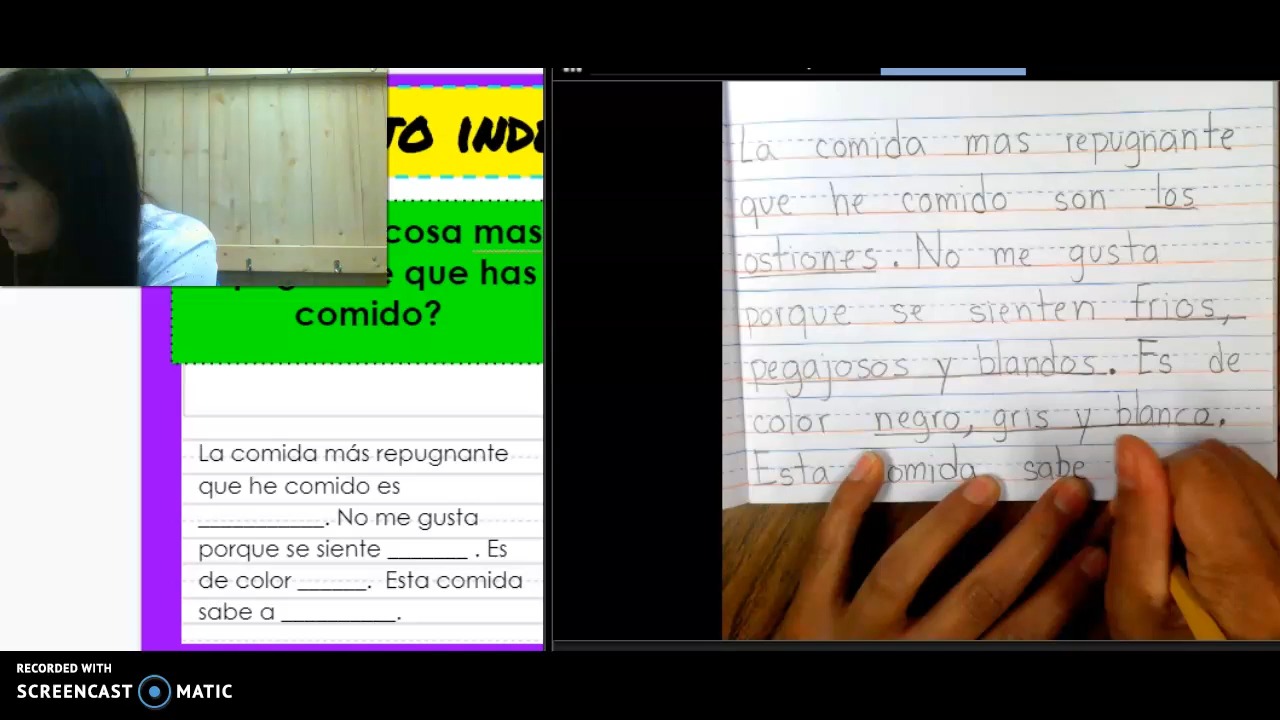 TO INDE
cosa mas
e que has
comido?
La comida más repugnante
que he comido es
____________. No me gusta
porque se siente _______ . Es
de color ______. Esta comida
sabe a __________.
La comida mas repugnante
que he comido son los
ostiones. No me gusta
porque se sienten frios,
pegajosos y blandos. Es de
color negro, gris y blanco.
Esta comida sabe
RECORDED WITH
SCREENCAST MATIC